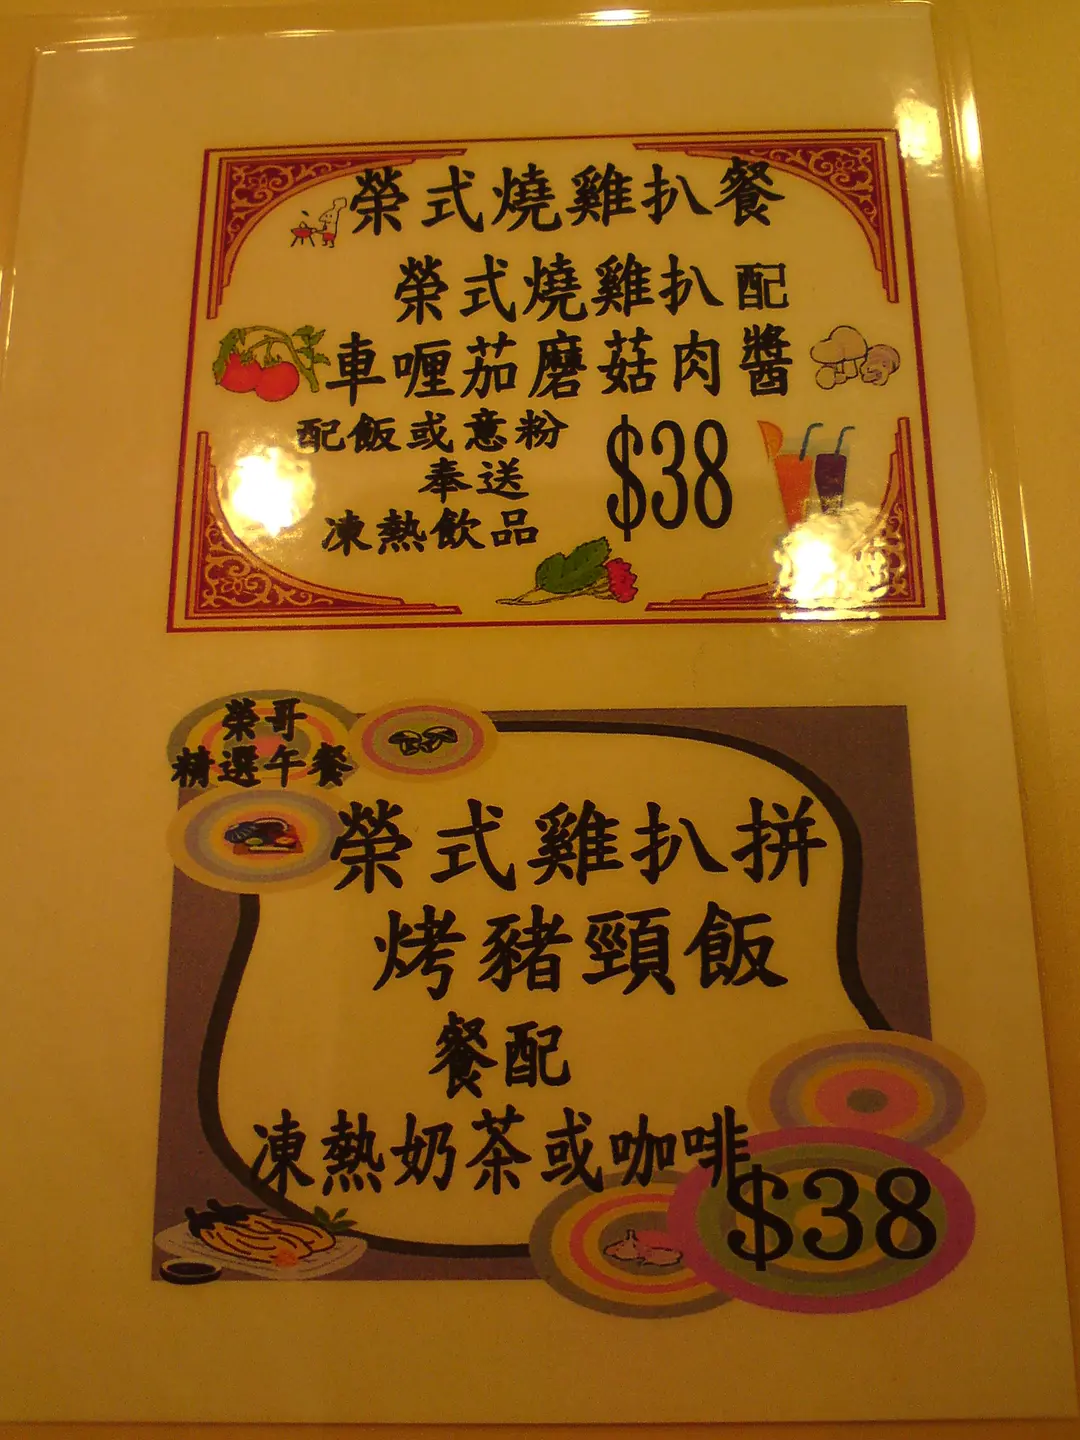 榮式燒雞扒餐
榮式燒雞扒配
車喱茄磨菇肉醬
配飯或意粉
$38
奉送
凍熱飲品
榮哥
精選午餐
榮式雞扒拼
烤豬頸飯
餐配
凍熱奶茶或咖啡
$38